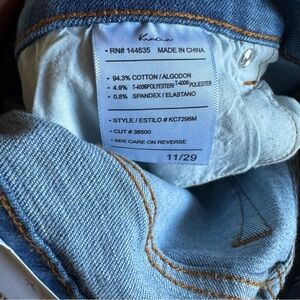 • RN# 144635 MADE IN CHINA
• 94.3% COTTON / ALGODON
• 4.9% T-400®POLYESTER/T-400® POLIESTER
• 0.8% SPANDEX / ELASTANO
• STYLE / ESTILO # KC7298M
• CUT # 36500
• SEE CARE ON REVERSE
11/29